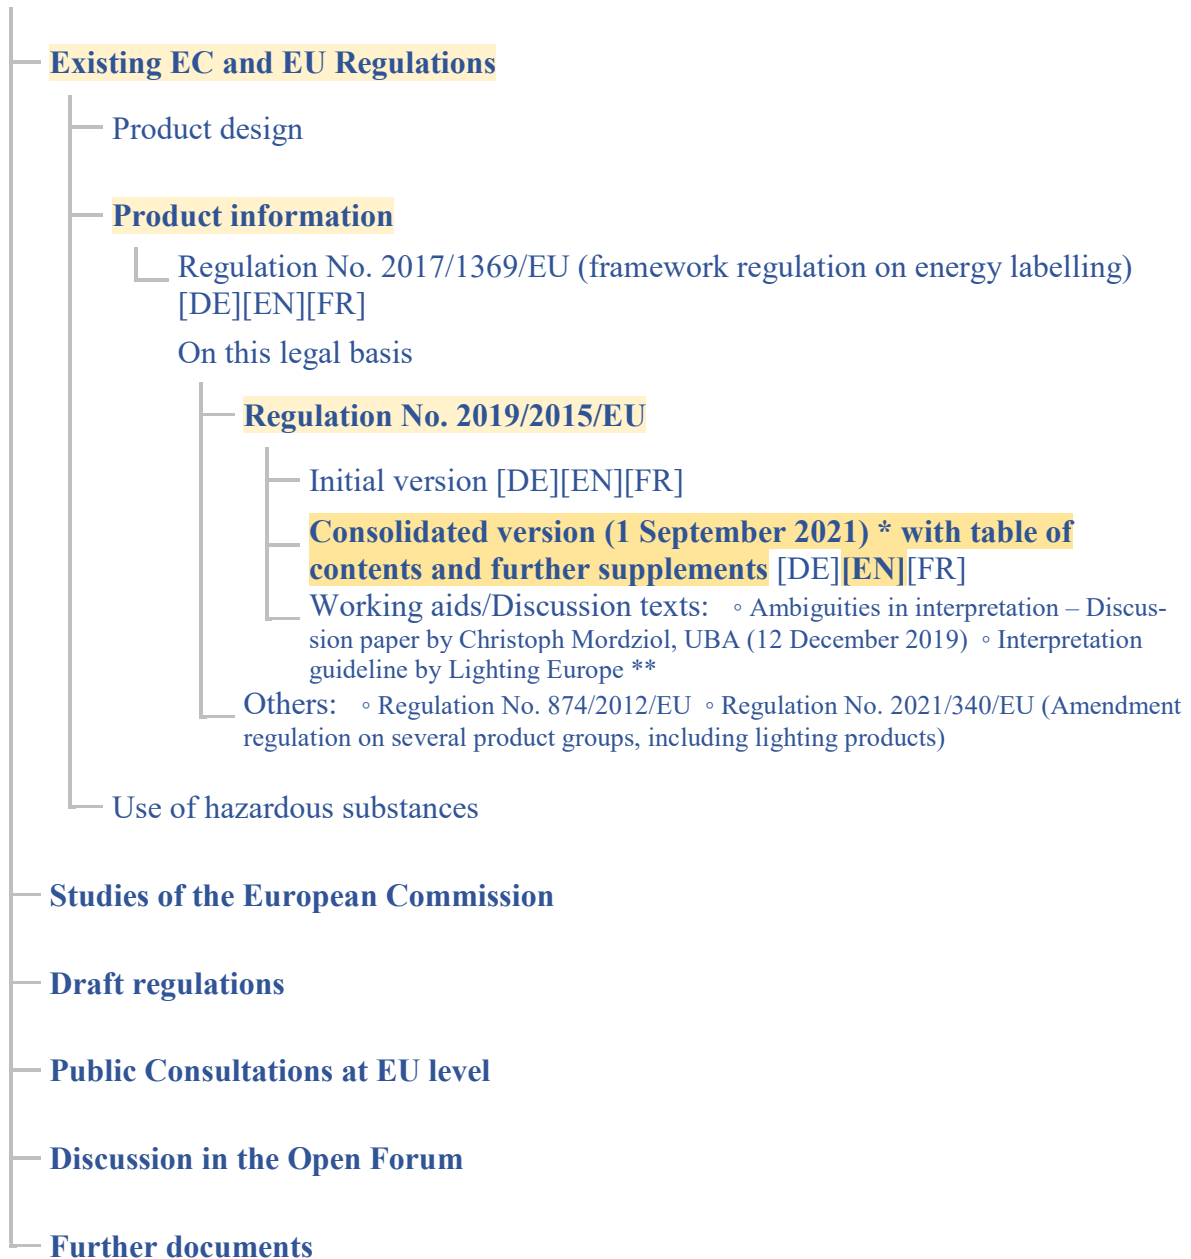 Existing EC and EU Regulations
Product design
Product information
Regulation No. 2017/1369/EU (framework regulation on energy labelling)
[DE][EN][FR]
On this legal basis
Regulation No. 2019/2015/EU
Initial version [DE][EN][FR]
Consolidated version (1 September 2021) * with table of
contents and further supplements [DE][EN][FR]
Working aids/Discussion texts: ◦ Ambiguities in interpretation – Discus-
sion paper by Christoph Mordziol, UBA (12 December 2019) ◦ Interpretation
guideline by Lighting Europe **
Others: ◦ Regulation No. 874/2012/EU ◦ Regulation No. 2021/340/EU (Amendment
regulation on several product groups, including lighting products)
Use of hazardous substances
Studies of the European Commission
Draft regulations
Public Consultations at EU level
Discussion in the Open Forum
Further documents